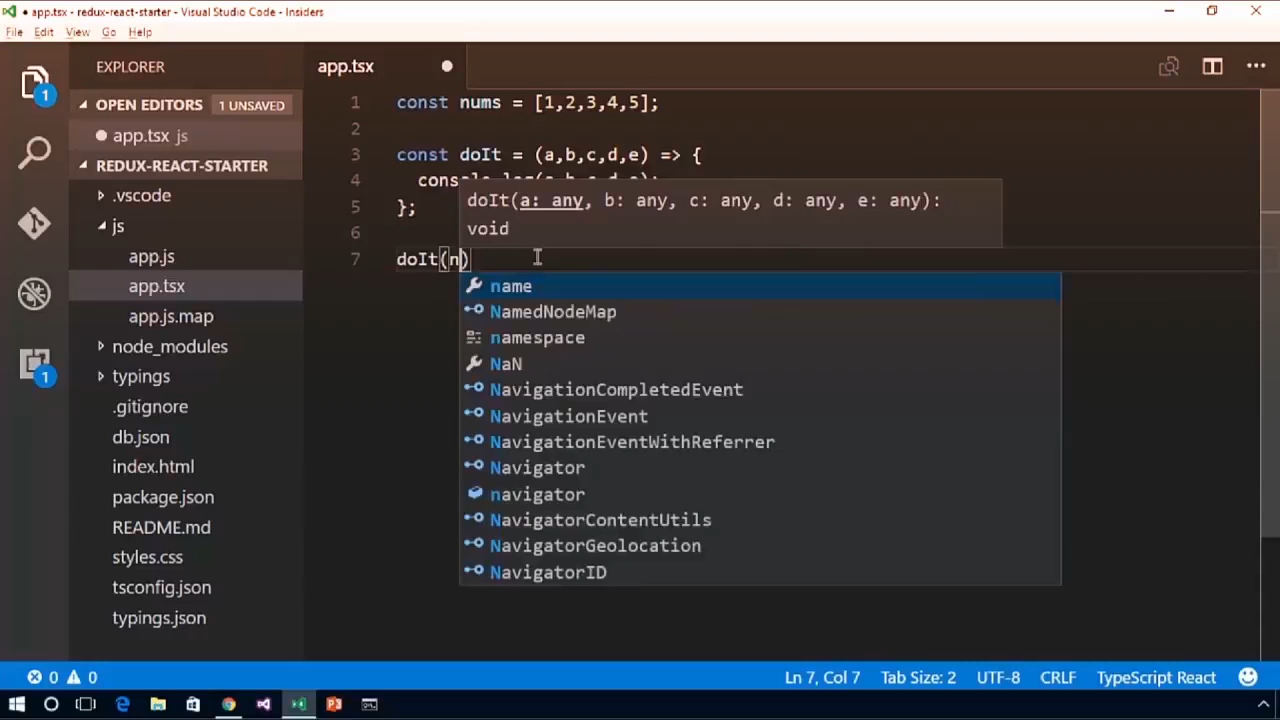 app.tsx - redux-react-starter - Visual Studio Code - Insiders
File Edit View Go Help
EXPLORER
OPEN EDITORS 1 UNSAVED
app.tsx js
REDUX-REACT-STARTER
.vscode
js
app.js
app.tsx
app.js.map
node_modules
typings
.gitignore
db.json
index.html
package.json
README.md
styles.css
tsconfig.json
typings.json
1
1
app.tsx
1 const nums = [1,2,3,4,5];
2
3 const doIt = (a,b,c,d,e) => {
4 console.log(a,b,c,d,e);
5 };
6
7 doIt(n)
doIt(a: any, b: any, c: any, d: any, e: any):
void
name
NamedNodeMap
namespace
NaN
NavigationCompletedEvent
NavigationEvent
NavigationEventWithReferrer
Navigator
navigator
NavigatorContentUtils
NavigatorGeolocation
NavigatorID
0 0 Ln 7, Col 7 Tab Size: 2 UTF-8 CRLF TypeScript React